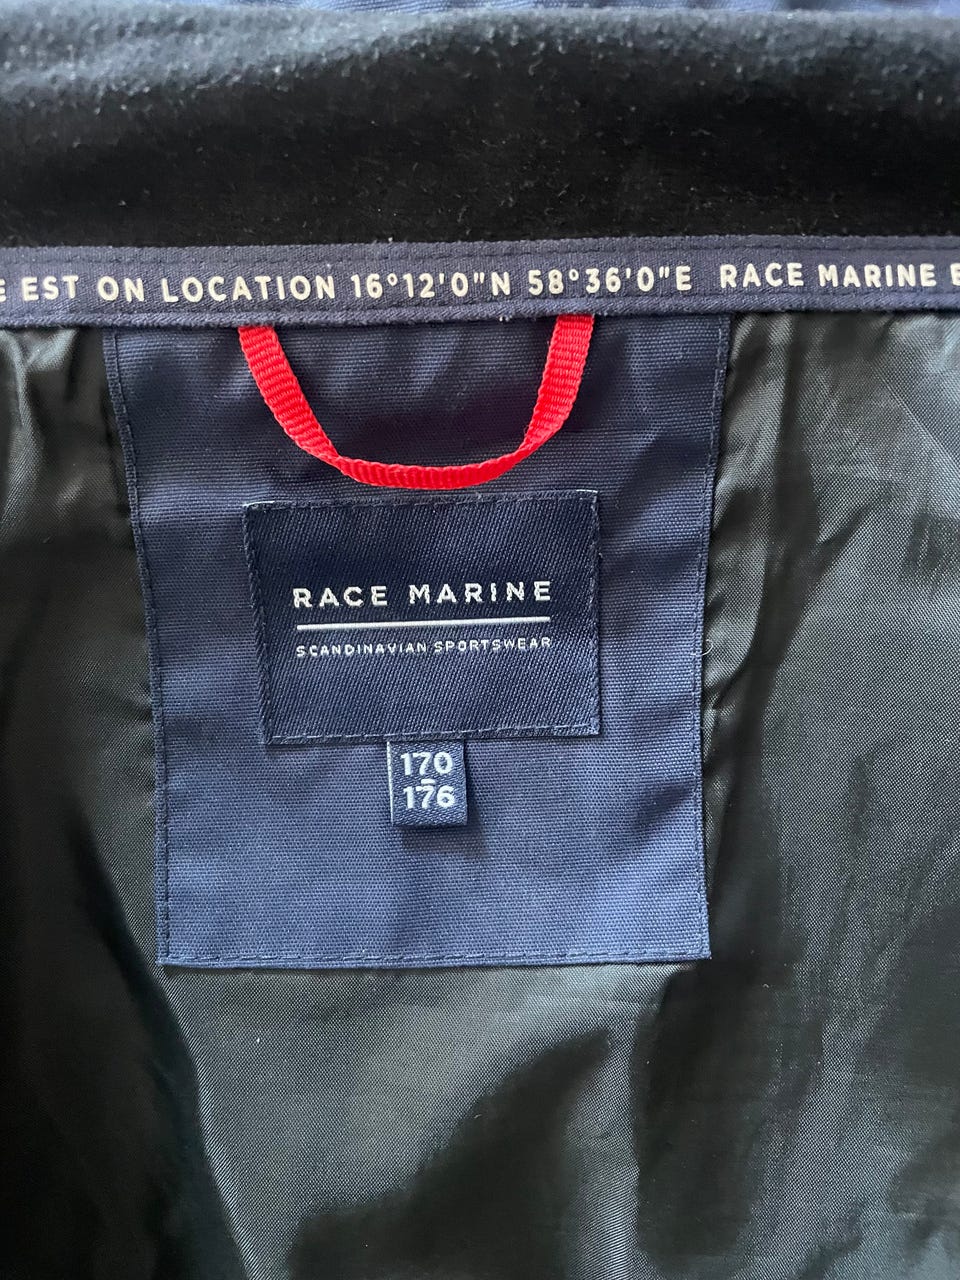 E EST ON LOCATION 16°12'0"N 58°36'0"E RACE MARINE E
RACE MARINE
SCANDINAVIAN SPORTSWEAR
170
-
176